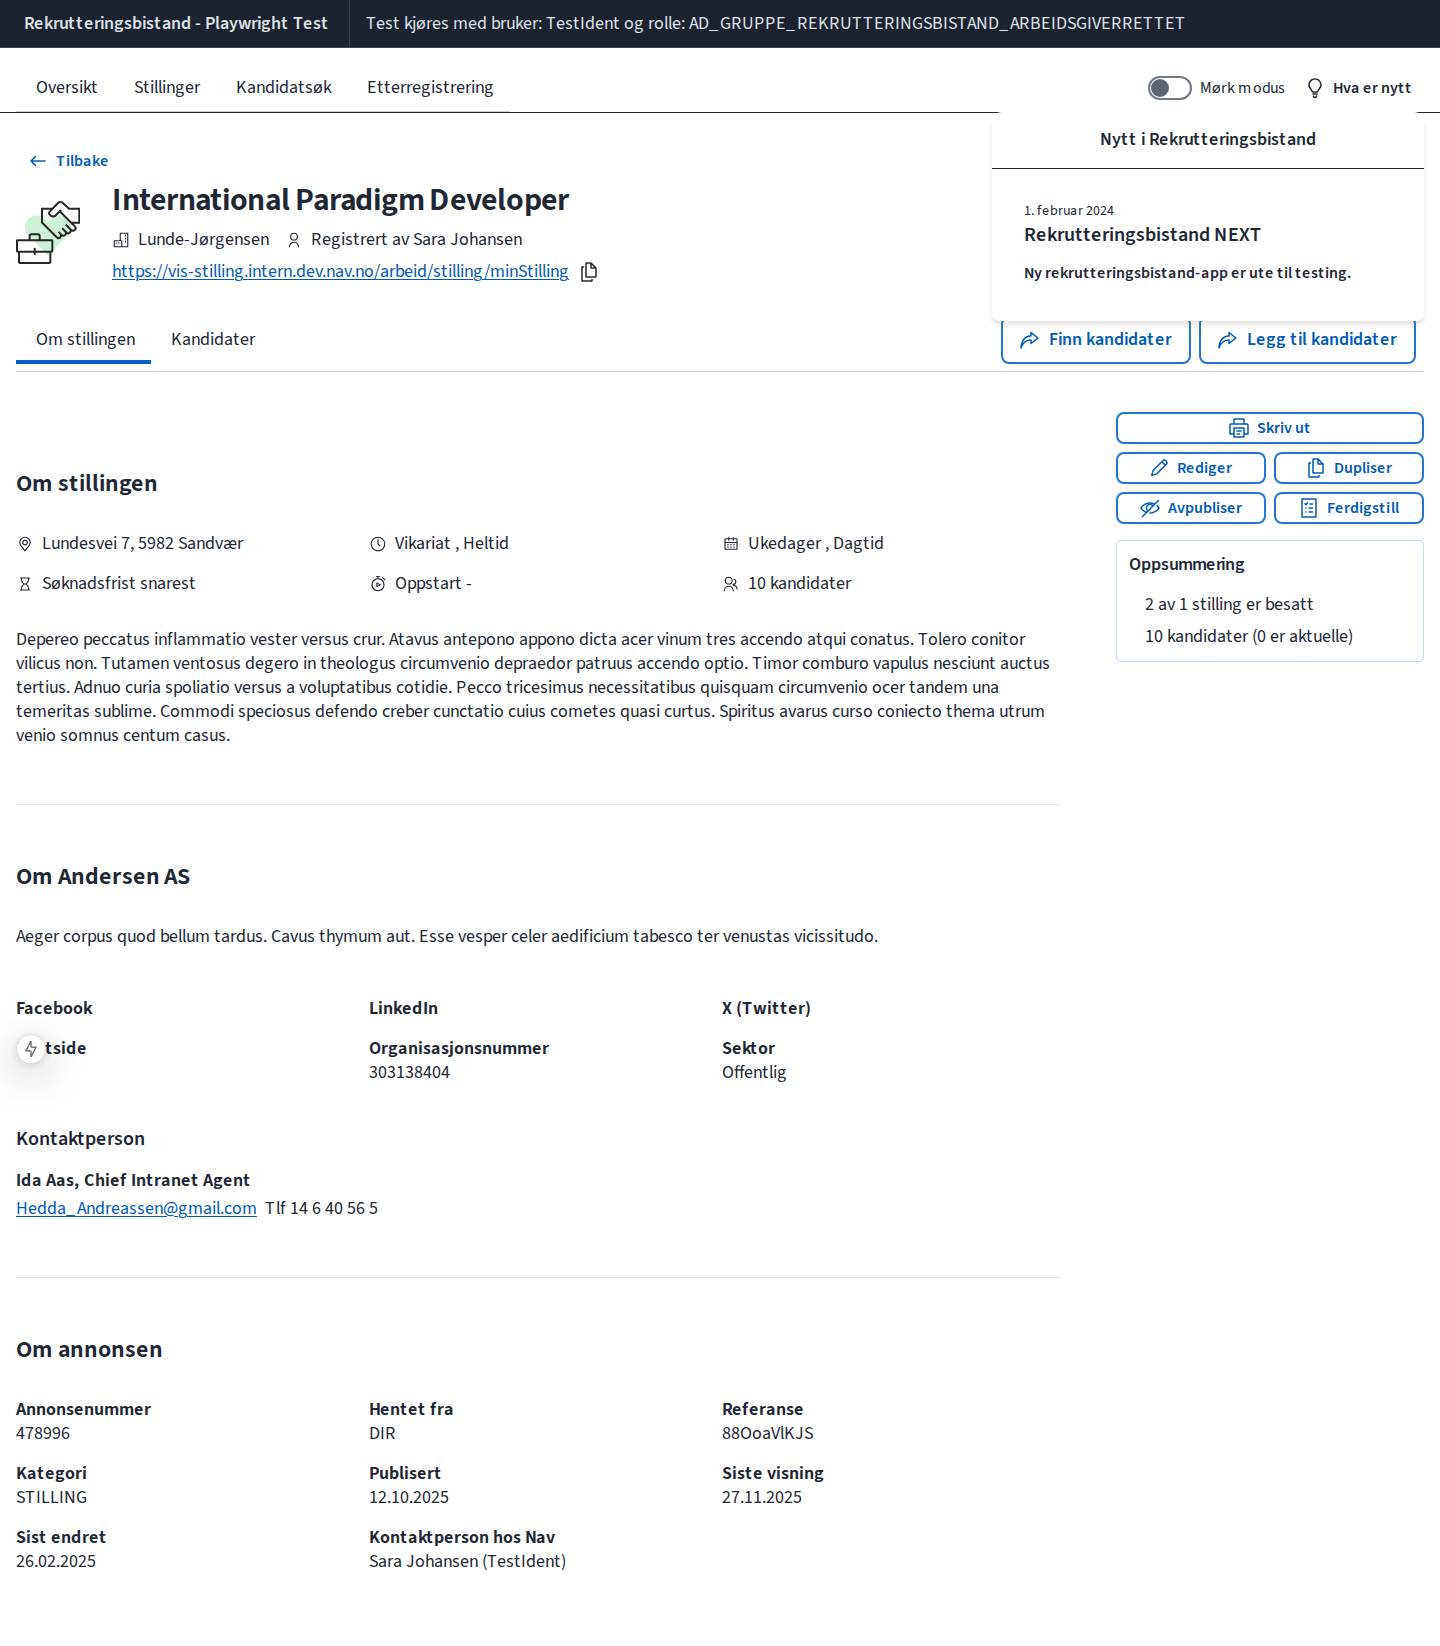 Rekrutteringsbistand - Playwright Test
Test kjøres med bruker: TestIdent og rolle: AD_GRUPPE_REKRUTTERINGSBISTAND_ARBEIDSGIVERRETTET
Oversikt
Stillinger
Kandidatsøk
Etterregistrering
Mørk modus
Hva er nytt
Nytt i Rekrutteringsbistand
1. februar 2024
Rekrutteringsbistand NEXT
Ny rekrutteringsbistand-app er ute til testing.
Tilbake
International Paradigm Developer
Lunde-Jørgensen
Registrert av Sara Johansen
https://vis-stilling.intern.dev.nav.no/arbeid/stilling/minStilling
Om stillingen
Kandidater
Finn kandidater
Legg til kandidater
Skriv ut
Rediger
Dupliser
Avpubliser
Ferdigstill
Oppsummering
2 av 1 stilling er besatt
10 kandidater (0 er aktuelle)
Om stillingen
Lundesvei 7, 5982 Sandvær
Vikariat , Heltid
Ukedager , Dagtid
Søknadsfrist snarest
Oppstart -
10 kandidater
Depereo peccatus inflammatio vester versus crur. Atavus antepono appono dicta acer vinum tres accendo atqui conatus. Tolero conitor
vilicus non. Tutamen ventosus degero in theologus circumvenio depraedor patruus accendo optio. Timor comburo vapulus nesciunt auctus
tertius. Adnuo curia spoliatio versus a voluptatibus cotidie. Pecco tricesimus necessitatibus quisquam circumvenio ocer tandem una
temeritas sublime. Commodi speciosus defendo creber cunctatio cuius cometes quasi curtus. Spiritus avarus curso coniecto thema utrum
venio somnus centum casus.
Om Andersen AS
Aeger corpus quod bellum tardus. Cavus thymum aut. Esse vesper celer aedificium tabesco ter venustas vicissitudo.
Facebook
LinkedIn
X (Twitter)
tside
Organisasjonsnummer
303138404
Sektor
Offentlig
Kontaktperson
Ida Aas, Chief Intranet Agent
Hedda_Andreassen@gmail.com Tlf 14 6 40 56 5
Om annonsen
Annonsenummer
478996
Hentet fra
DIR
Referanse
88OoaVlKJS
Kategori
STILLING
Publisert
12.10.2025
Siste visning
27.11.2025
Sist endret
26.02.2025
Kontaktperson hos Nav
Sara Johansen (TestIdent)